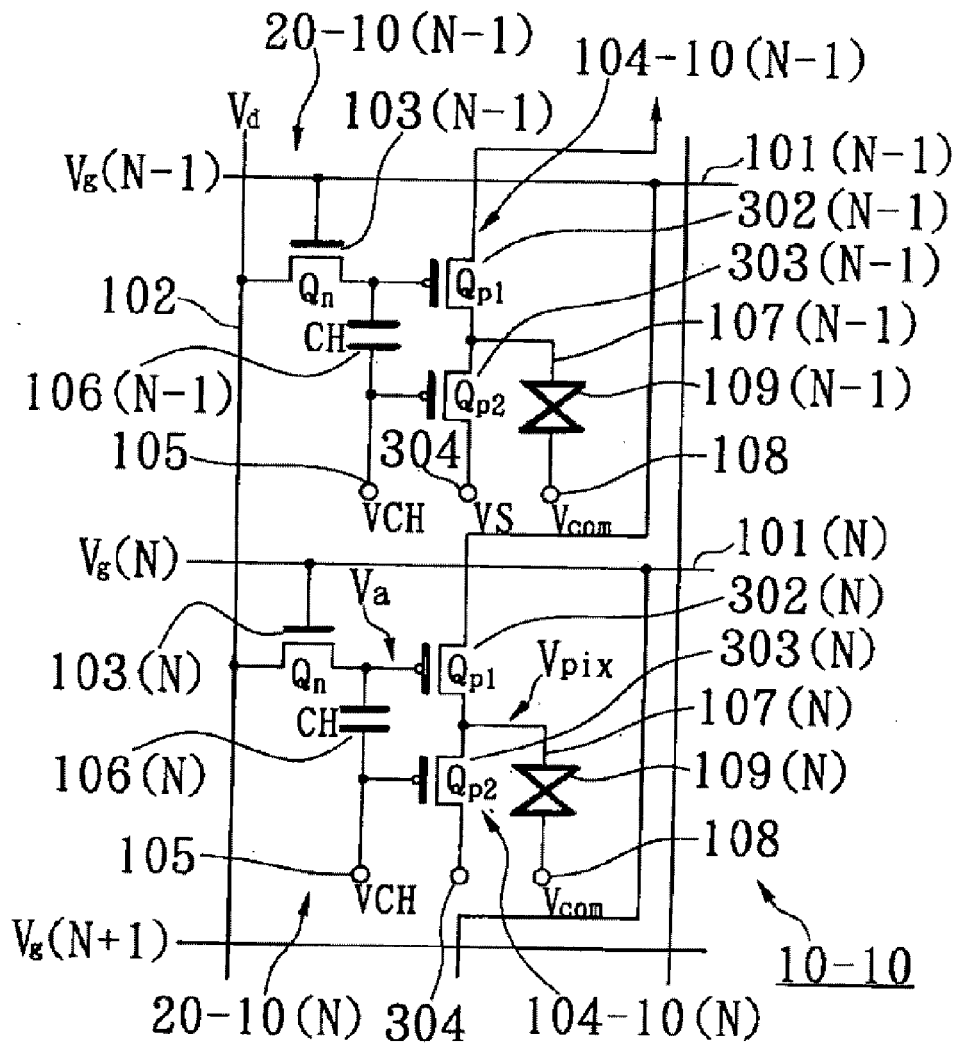 20-10(N-1)
104-10(N-1)
Vd
103(N-1)
Vg(N-1)
101(N-1)
302(N-1)
303(N-1)
Qn
Qp1
102
CH
107(N-1)
106(N-1)
Qp2
109(N-1)
105
304
108
VCH
VS
Vcom
Vg(N)
101(N)
Va
302(N)
303(N)
103(N)
Qn
Qp1
Vpix
CH
107(N)
106(N)
Qp2
109(N)
105
108
VCH
Vcom
Vg(N+1)
10-10
20-10(N)
304
104-10(N)